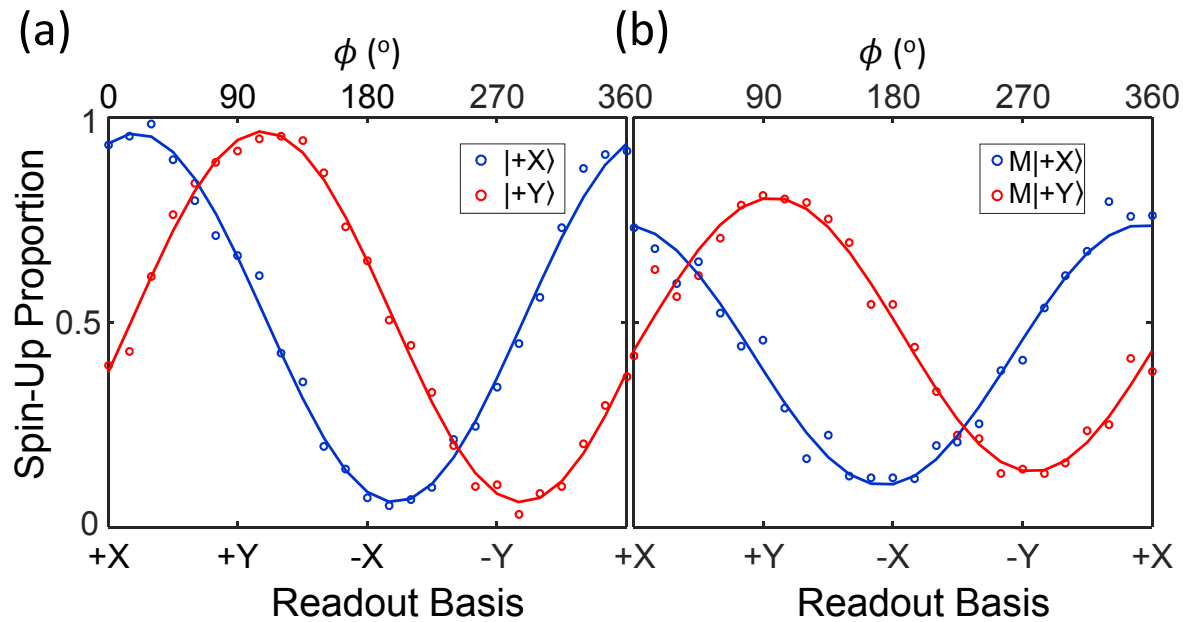 (a)
ϕ (º)
0 90 180 270 360
1
0.5
0
Spin-Up Proportion
|+X⟩
|+Y⟩
+X +Y -X -Y
Readout Basis
(b)
ϕ (º)
90 180 270 360
M|+X⟩
M|+Y⟩
+X +Y -X -Y +X
Readout Basis